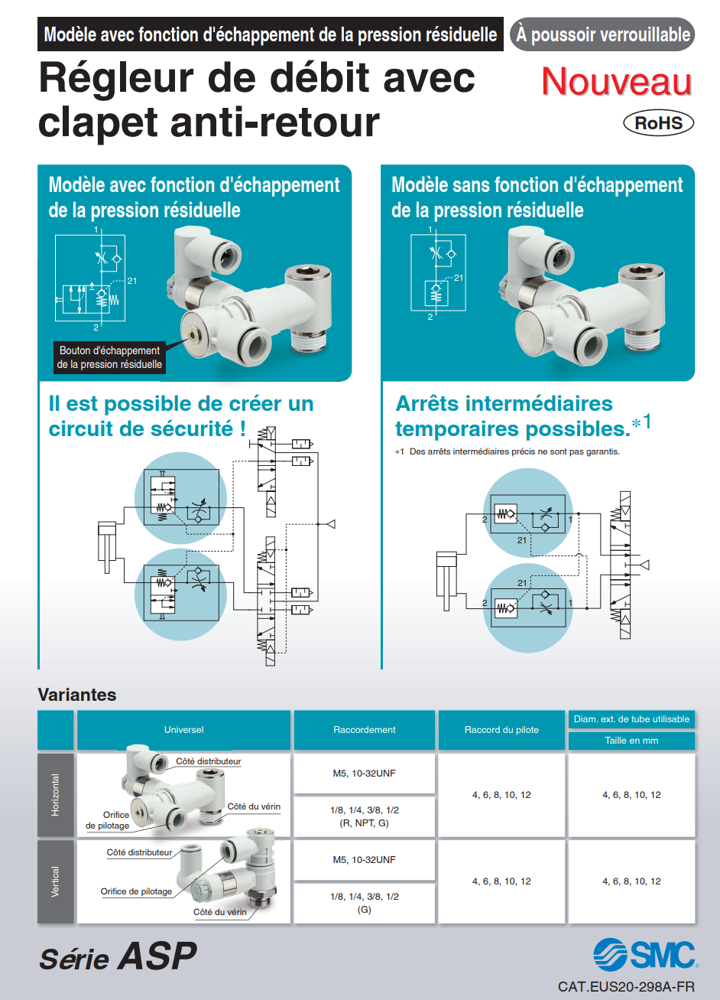 Modèle avec fonction d'échappement de la pression résiduelle
À poussoir verrouillable
Régleur de débit avec
clapet anti-retour
Nouveau
RoHS
Modèle avec fonction d'échappement
de la pression résiduelle
1
21
2
Bouton d'échappement
de la pression résiduelle
Modèle sans fonction d'échappement
de la pression résiduelle
1
21
2
Il est possible de créer un
circuit de sécurité !
Arrêts intermédiaires
temporaires possibles.*1
*1 Des arrêts intermédiaires précis ne sont pas garantis.
2
1
21
21
2
1
Variantes
Universel
Raccordement
Raccord du pilote
Diam. ext. de tube utilisable
Taille en mm
Horizontal
Côté distributeur
Côté du vérin
Orifice
de pilotage
M5, 10-32UNF
1/8, 1/4, 3/8, 1/2
(R, NPT, G)
4, 6, 8, 10, 12
4, 6, 8, 10, 12
Vertical
Côté distributeur
Orifice de pilotage
Côté du vérin
M5, 10-32UNF
1/8, 1/4, 3/8, 1/2
(G)
4, 6, 8, 10, 12
4, 6, 8, 10, 12
Série ASP
SMC
CAT.EUS20-298A-FR